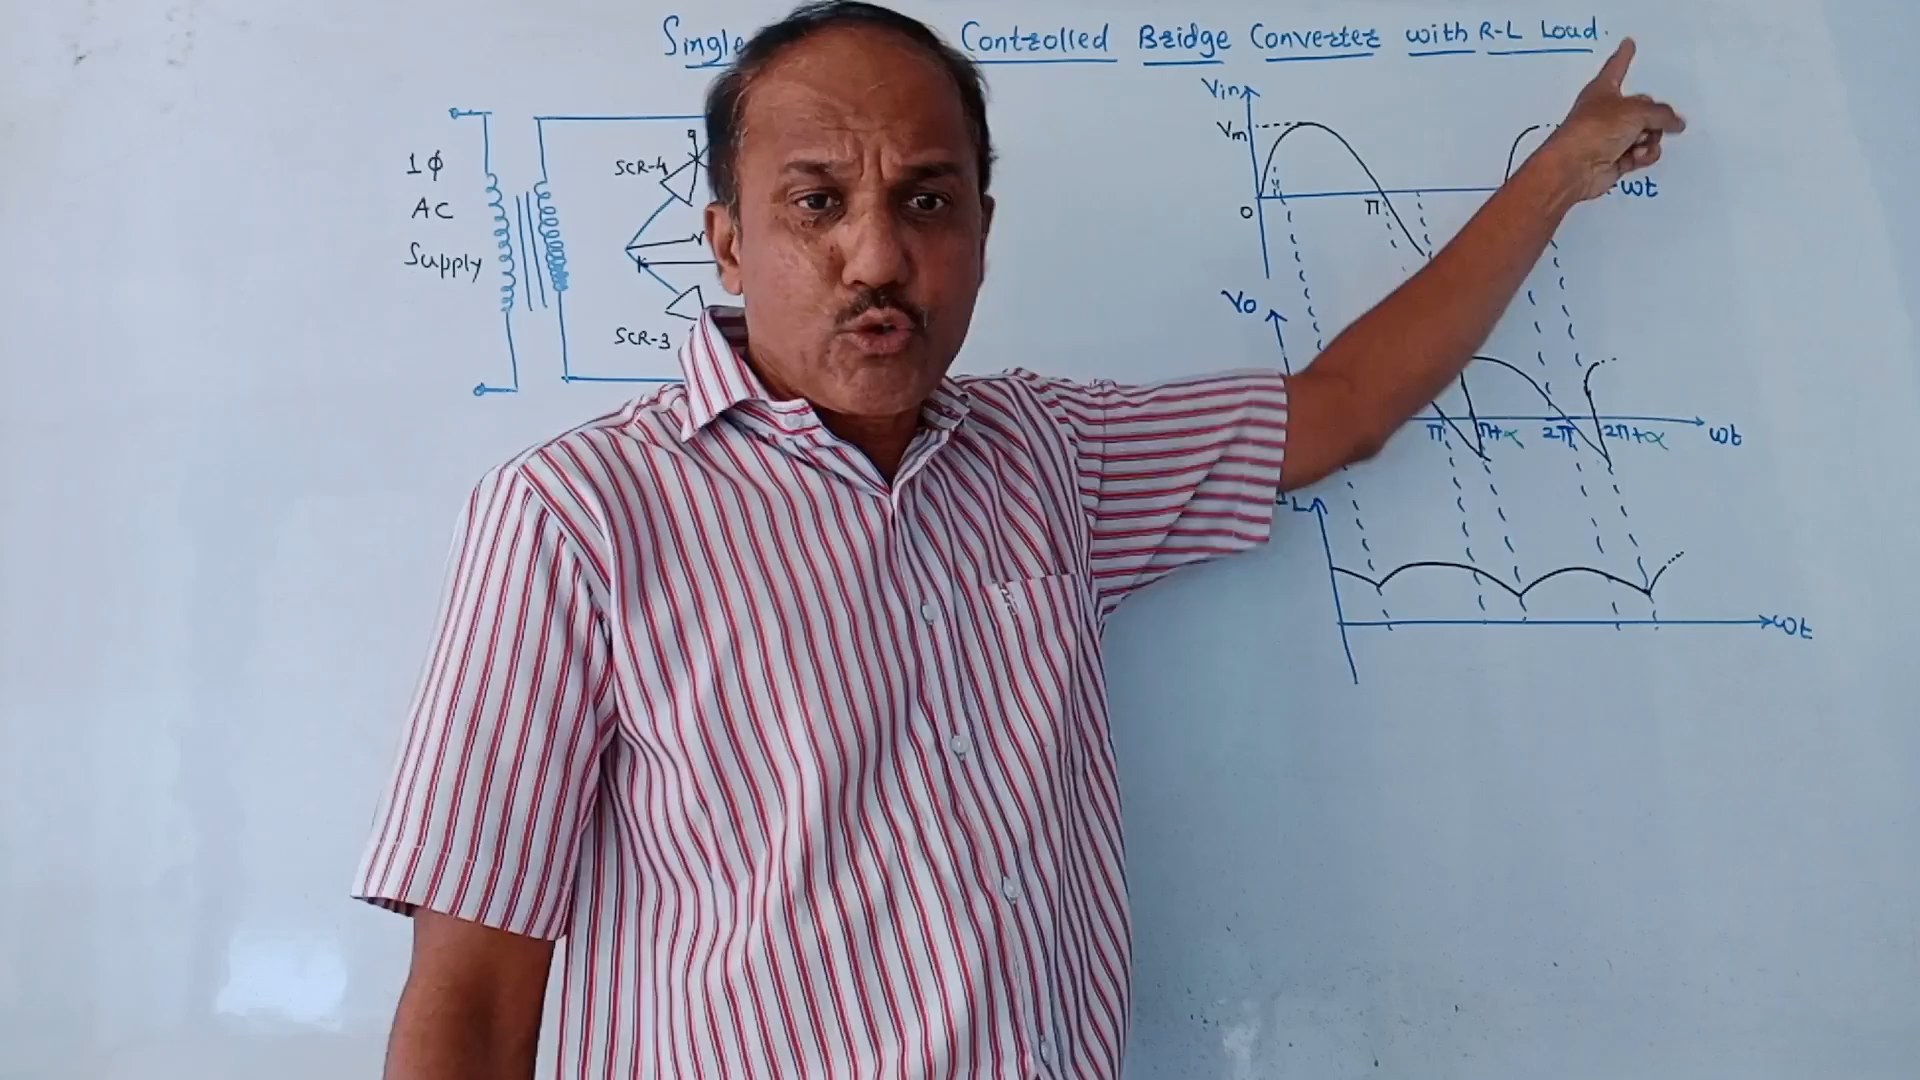 Single Controlled Bridge Converter with R-L Load.
1Φ
AC
Supply
SCR-4
SCR-3
Vin
Vm
0
π
ωt
Vo
π π+α 2π 2π+α ωt
ωt